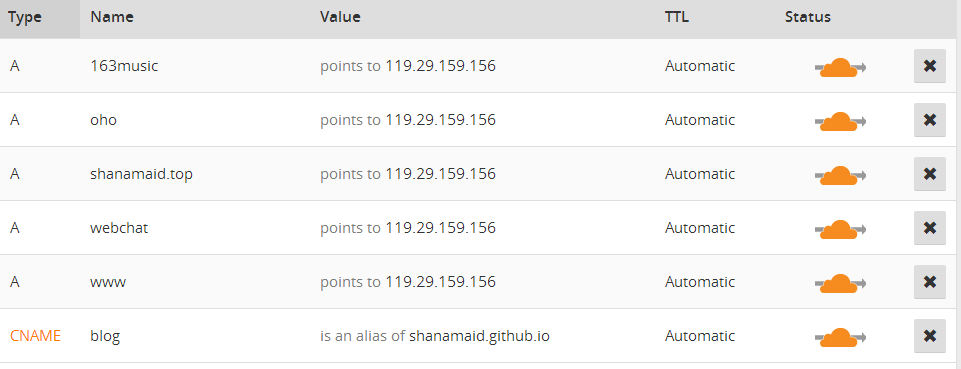 Type Name Value TTL Status
A 163music points to 119.29.159.156 Automatic
A oho points to 119.29.159.156 Automatic
A shanamaid.top points to 119.29.159.156 Automatic
A webchat points to 119.29.159.156 Automatic
A www points to 119.29.159.156 Automatic
CNAME blog is an alias of shanamaid.github.io Automatic